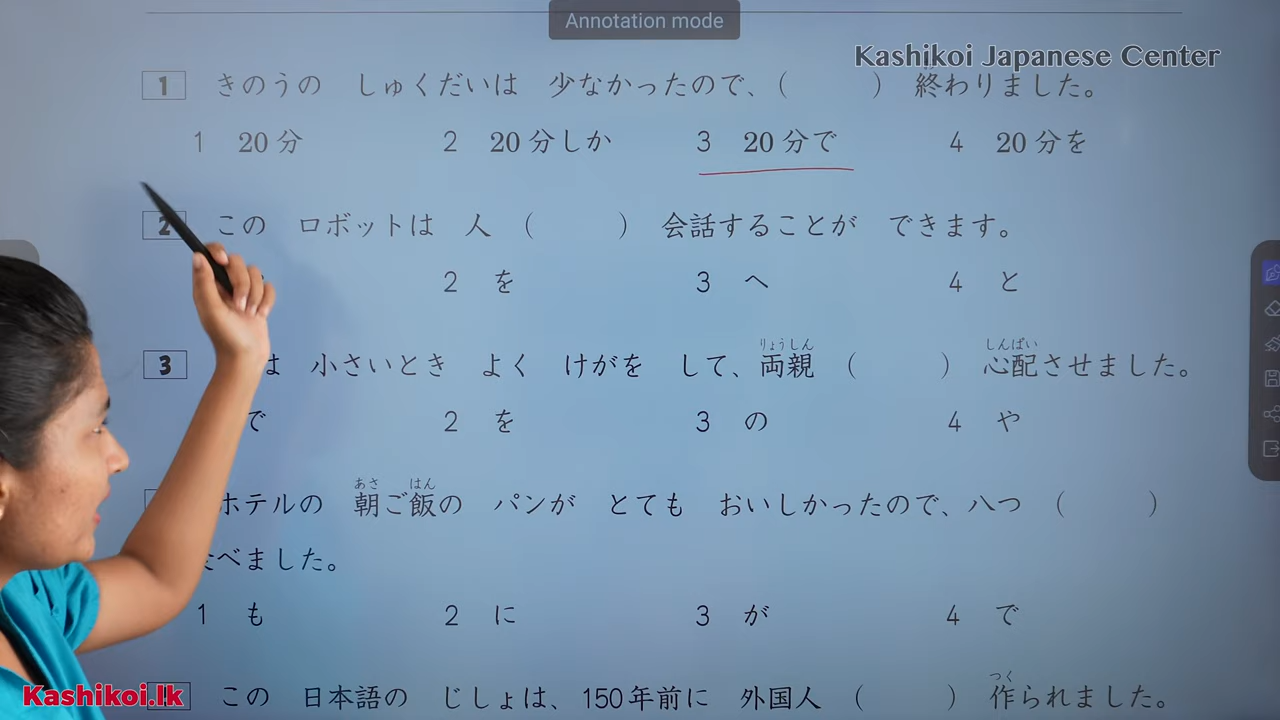 Annotation mode
Kashikoi Japanese Center
1 きのうの しゅくだいは 少なかったので、( ) 終わりました。
1 20分 2 20分しか 3 20分で 4 20分を
2 この ロボットは 人 ( ) 会話することが できます。
2 を 3 へ 4 と
りょうしん しんぱい
3 は 小さいとき よく けがを して、両親 ( ) 心配させました。
で 2 を 3 の 4 や
あさ はん
ホテルの 朝ご飯の パンが とても おいしかったので、八つ ( )
べました。
1 も 2 に 3 が 4 で
つく
この 日本語の じしょは、150年前に 外国人 ( ) 作られました。
Kashikoi.lk